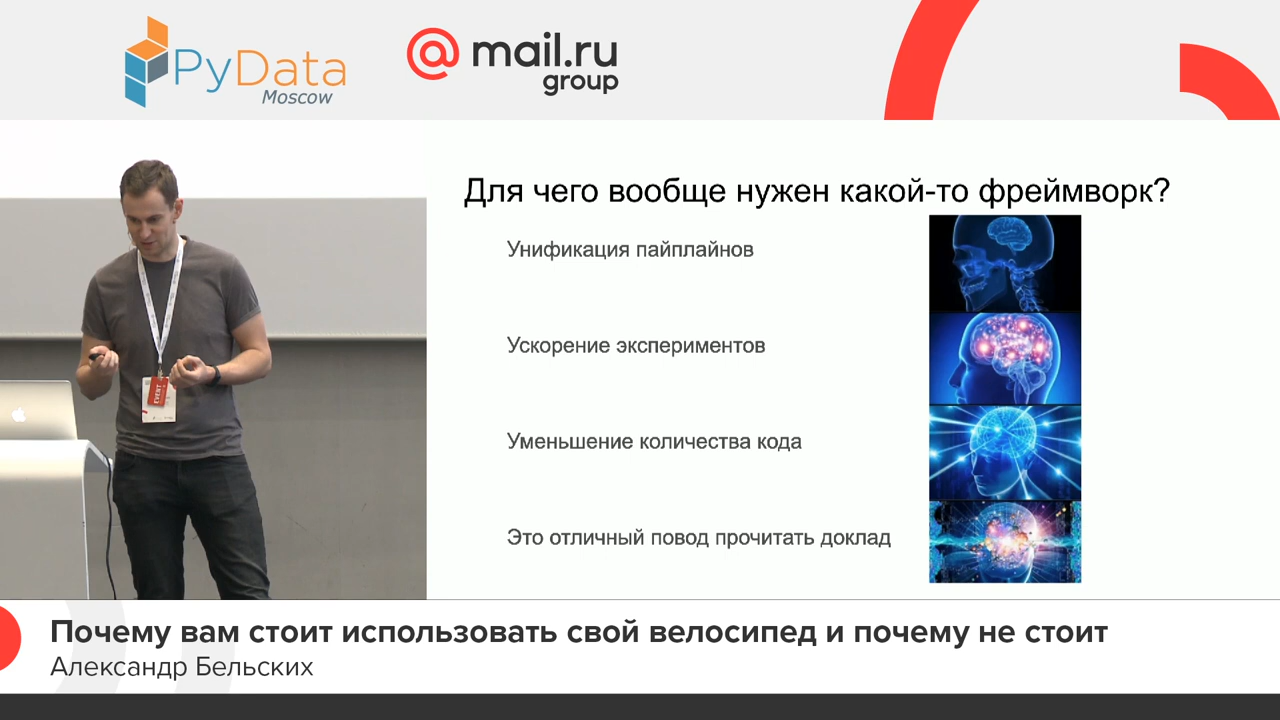 PyData
Moscow
@mail.ru
group
Для чего вообще нужен какой-то фреймворк?
Унификация пайплайнов
Ускорение экспериментов
Уменьшение количества кода
Это отличный повод прочитать доклад
EVENT
Почему вам стоит использовать свой велосипед и почему не стоит
Александр Бельских